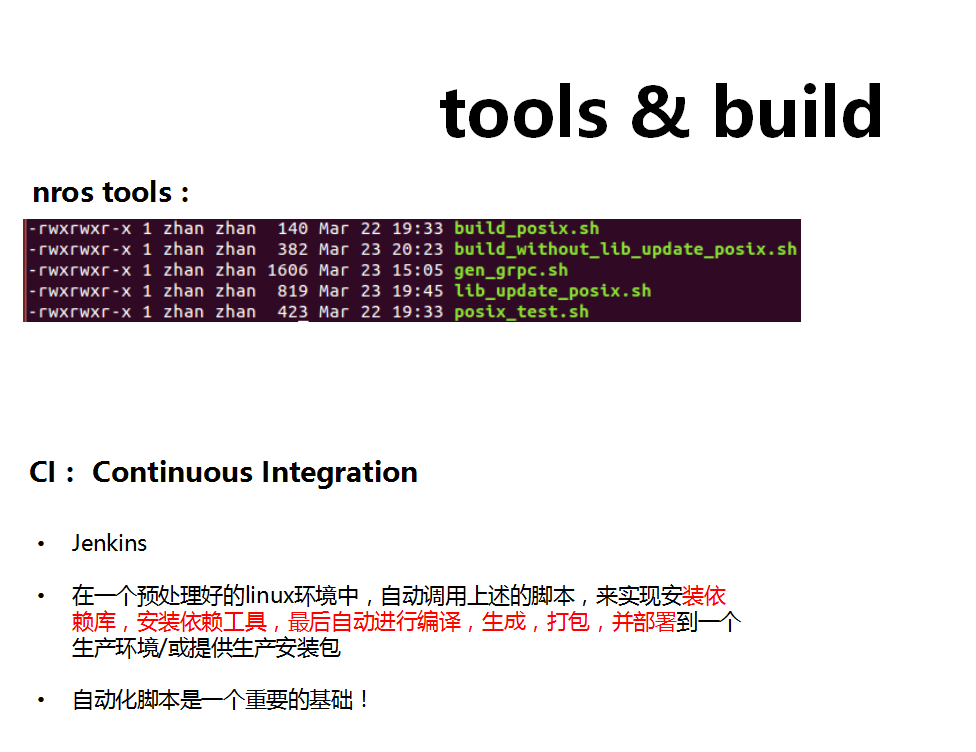 tools & build
nros tools：
-rwxrwxr-x 1 zhan zhan  140 Mar 22 19:33 build_posix.sh
-rwxrwxr-x 1 zhan zhan  382 Mar 23 20:23 build_without_lib_update_posix.sh
-rwxrwxr-x 1 zhan zhan 1606 Mar 23 15:05 gen_grpc.sh
-rwxrwxr-x 1 zhan zhan  819 Mar 23 19:45 lib_update_posix.sh
-rwxrwxr-x 1 zhan zhan  423 Mar 22 19:33 posix_test.sh
CI： Continuous Integration
• Jenkins
• 在一个预处理好的linux环境中，自动调用上述的脚本，来实现安装依
赖库，安装依赖工具，最后自动进行编译，生成，打包，并部署到一个
生产环境/或提供生产安装包
• 自动化脚本是一个重要的基础！